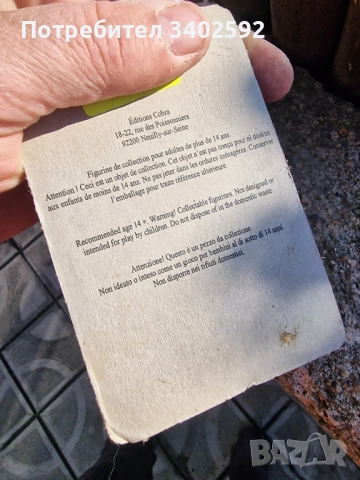 Потребител 3402592
Éditions Cobra
18-22, rue des Poissonniers
92200 Neuilly-sur-Seine
Figurine de collection pour adultes de plus de 14 ans.
Attention ! Ceci est un objet de collection. Cet objet n'est pas conçu pour ni destiné
aux enfants de moins de 14 ans. Ne pas jeter dans les ordures ménagères. Conserver
l'emballage pour toute référence ultérieure.
Recommended age 14 +. Warning! Collectable figurines. Not designed or
intended for play by children. Do not dispose of in the domestic waste.
Attenzione! Questo è un pezzo da collezione.
Non ideato o inteso come un gioco per bambini al di sotto di 14 anni.
Non disporre nei rifiuti domestici.
BAZAR